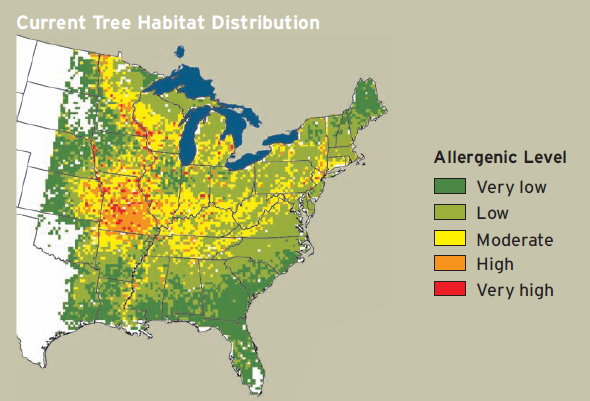 Current Tree Habitat Distribution
Allergenic Level
Very low
Low
Moderate
High
Very high